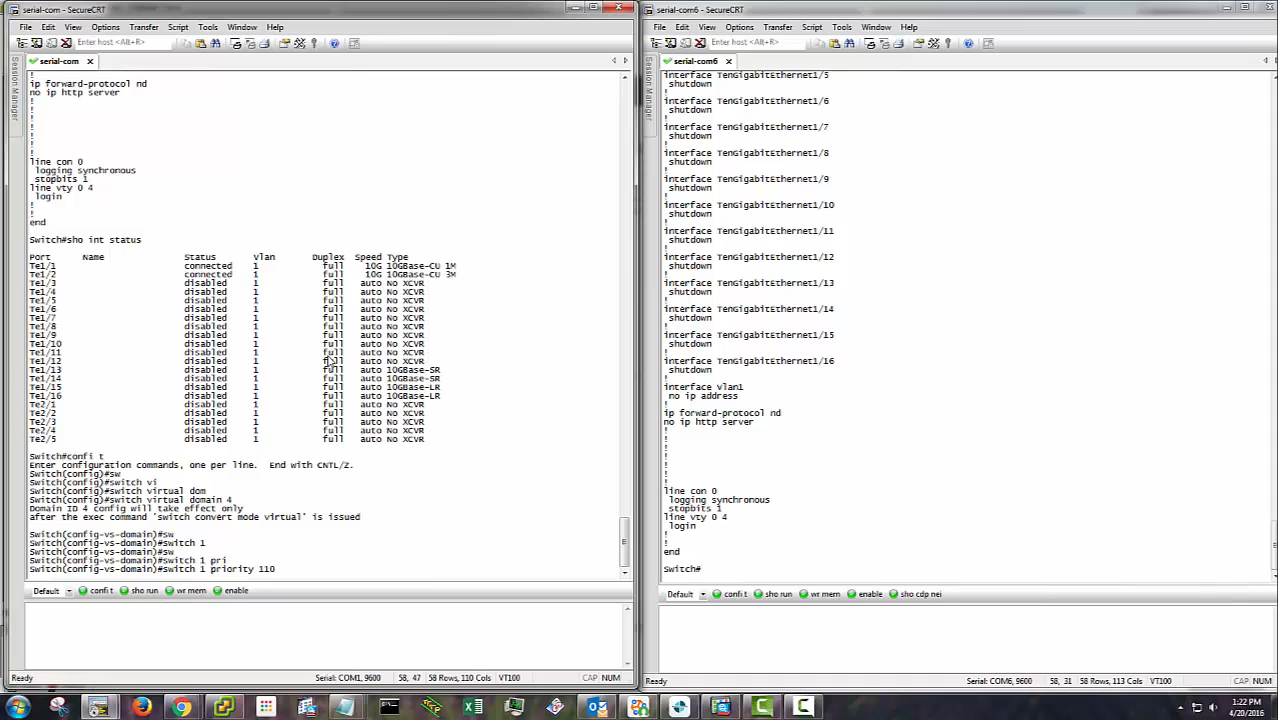 serial-com - SecureCRT
File Edit View Options Transfer Script Tools Window Help
Enter host <Alt+R>
serial-com
Session Manager
!
ip forward-protocol nd
no ip http server
!
!
!
!
!
!
!
line con 0
 logging synchronous
 stopbits 1
line vty 0 4
 login
!
!
end
Switch#sho int status
Port Name Status Vlan Duplex Speed Type
Te1/1 connected 1 full 10G 10GBase-CU 1M
Te1/2 connected 1 full 10G 10GBase-CU 3M
Te1/3 disabled 1 full auto No XCVR
Te1/4 disabled 1 full auto No XCVR
Te1/5 disabled 1 full auto No XCVR
Te1/6 disabled 1 full auto No XCVR
Te1/7 disabled 1 full auto No XCVR
Te1/8 disabled 1 full auto No XCVR
Te1/9 disabled 1 full auto No XCVR
Te1/10 disabled 1 full auto No XCVR
Te1/11 disabled 1 full auto No XCVR
Te1/12 disabled 1 full auto No XCVR
Te1/13 disabled 1 full auto 10GBase-SR
Te1/14 disabled 1 full auto 10GBase-SR
Te1/15 disabled 1 full auto 10GBase-LR
Te1/16 disabled 1 full auto 10GBase-LR
Te2/1 disabled 1 full auto No XCVR
Te2/2 disabled 1 full auto No XCVR
Te2/3 disabled 1 full auto No XCVR
Te2/4 disabled 1 full auto No XCVR
Te2/5 disabled 1 full auto No XCVR
Switch#confi t
Enter configuration commands, one per line. End with CNTL/Z.
Switch(config)#sw
Switch(config)#switch vi
Switch(config)#switch virtual dom
Switch(config)#switch virtual domain 4
Domain ID 4 config will take effect only
after the exec command 'switch convert mode virtual' is issued
Switch(config-vs-domain)#sw
Switch(config-vs-domain)#switch 1
Switch(config-vs-domain)#sw
Switch(config-vs-domain)#switch 1 pri
Switch(config-vs-domain)#switch 1 priority 110
Default confi t sho run wr mem enable
Ready Serial: COM1, 9600 58, 47 58 Rows, 110 Cols VT100 CAP NUM
serial-com6 - SecureCRT
File Edit View Options Transfer Script Tools Window Help
Enter host <Alt+R>
serial-com6
Session Manager
interface TenGigabitEthernet1/5
 shutdown
!
interface TenGigabitEthernet1/6
 shutdown
!
interface TenGigabitEthernet1/7
 shutdown
!
interface TenGigabitEthernet1/8
 shutdown
!
interface TenGigabitEthernet1/9
 shutdown
!
interface TenGigabitEthernet1/10
 shutdown
!
interface TenGigabitEthernet1/11
 shutdown
!
interface TenGigabitEthernet1/12
 shutdown
!
interface TenGigabitEthernet1/13
 shutdown
!
interface TenGigabitEthernet1/14
 shutdown
!
interface TenGigabitEthernet1/15
 shutdown
!
interface TenGigabitEthernet1/16
 shutdown
!
interface Vlan1
 no ip address
!
ip forward-protocol nd
no ip http server
!
!
!
!
!
!
!
line con 0
 logging synchronous
 stopbits 1
line vty 0 4
 login
!
!
end
Switch#
Default confi t sho run wr mem enable sho cdp nei
Ready Serial: COM6, 9600 58, 31 58 Rows, 113 Cols VT100 CAP NUM
1:22 PM
4/20/2016